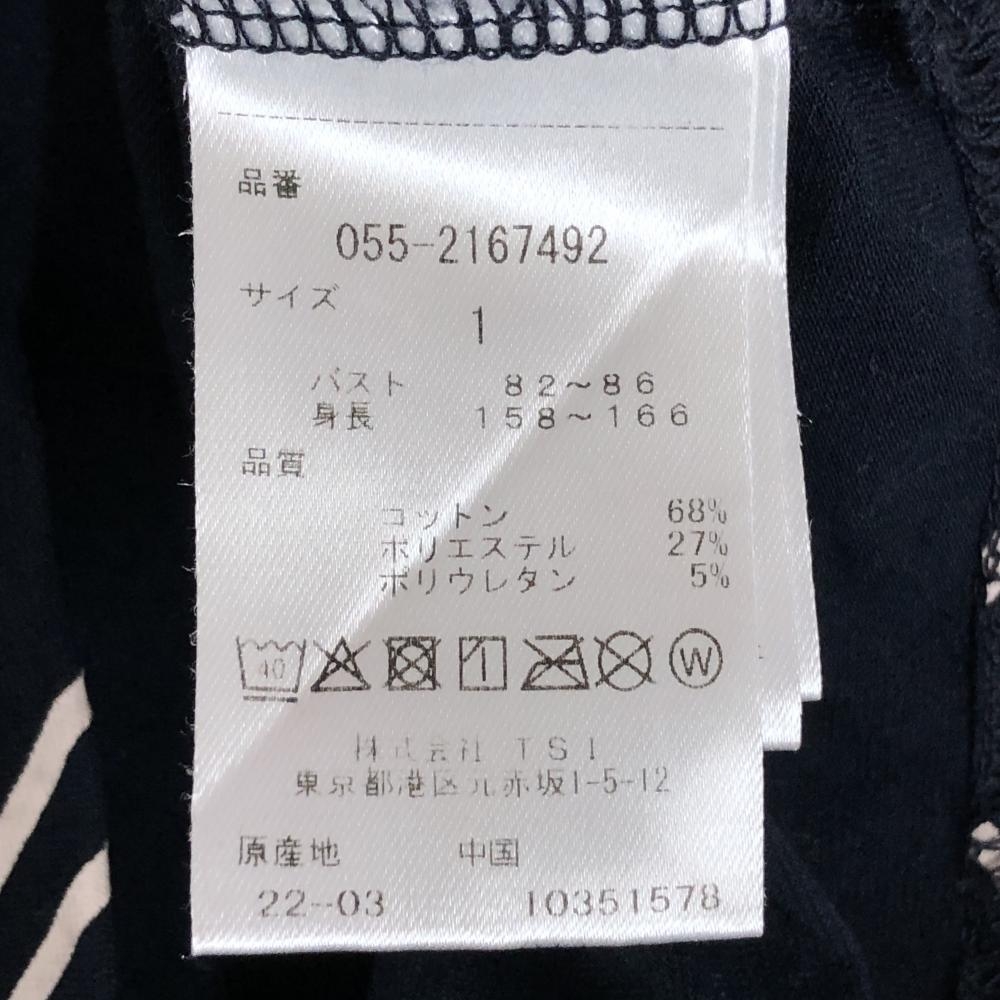 品番
055-2167492
サイズ
1
バスト 82~86
身長 158~166
品質
コットン 68%
ポリエステル 27%
ポリウレタン 5%
40 W
株式会社 TSI
東京都港区元赤坂1-5-12
原産地 中国
22-03 10351578